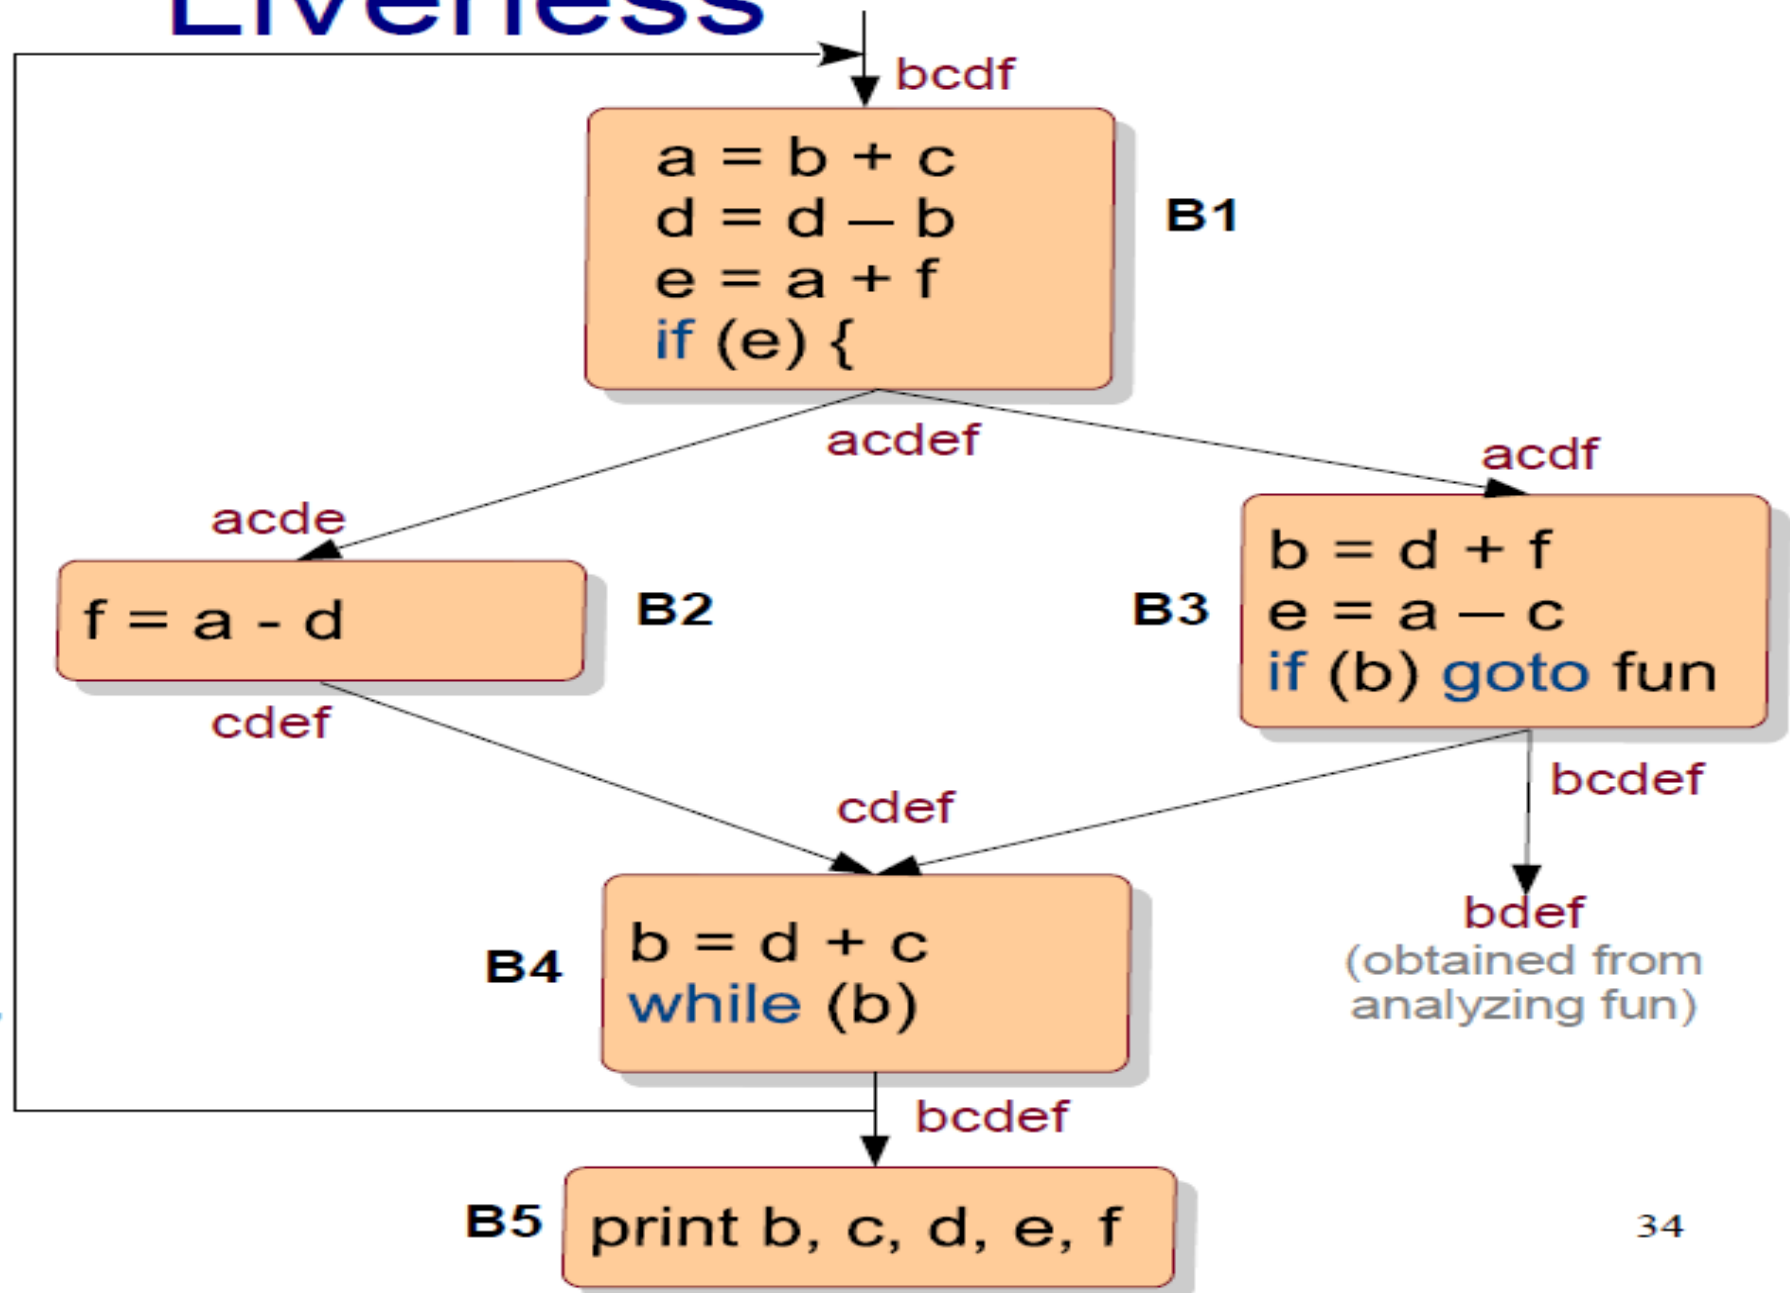 Liveness
bcdf
a = b + c
d = d – b
e = a + f
if (e) {
B1
acdef
acde
acdf
f = a - d
B2
B3
b = d + f
e = a – c
if (b) goto fun
cdef
cdef
bcdef
bdef
(obtained from
analyzing fun)
B4
b = d + c
while (b)
bcdef
B5
print b, c, d, e, f
34